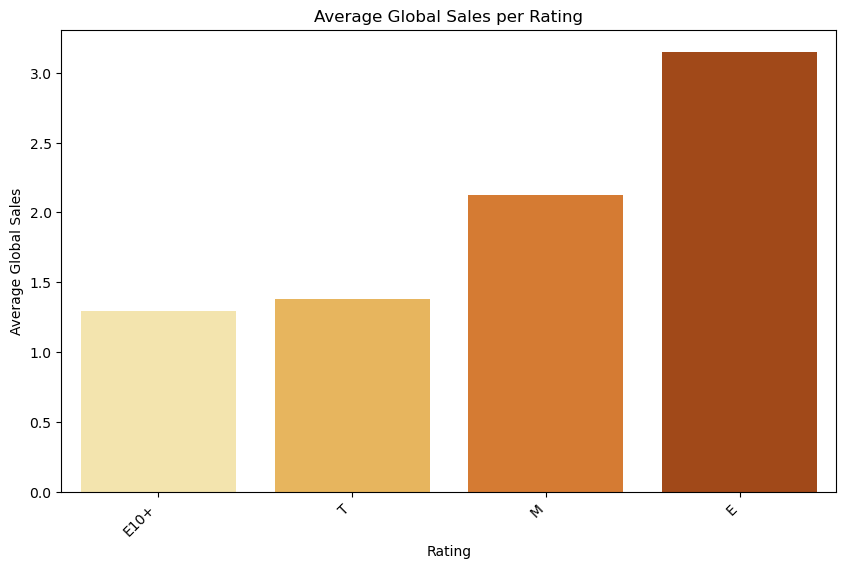 Average Global Sales per Rating
Average Global Sales
3.0
2.5
2.0
1.5
1.0
0.5
0.0
E10+
T
M
E
Rating